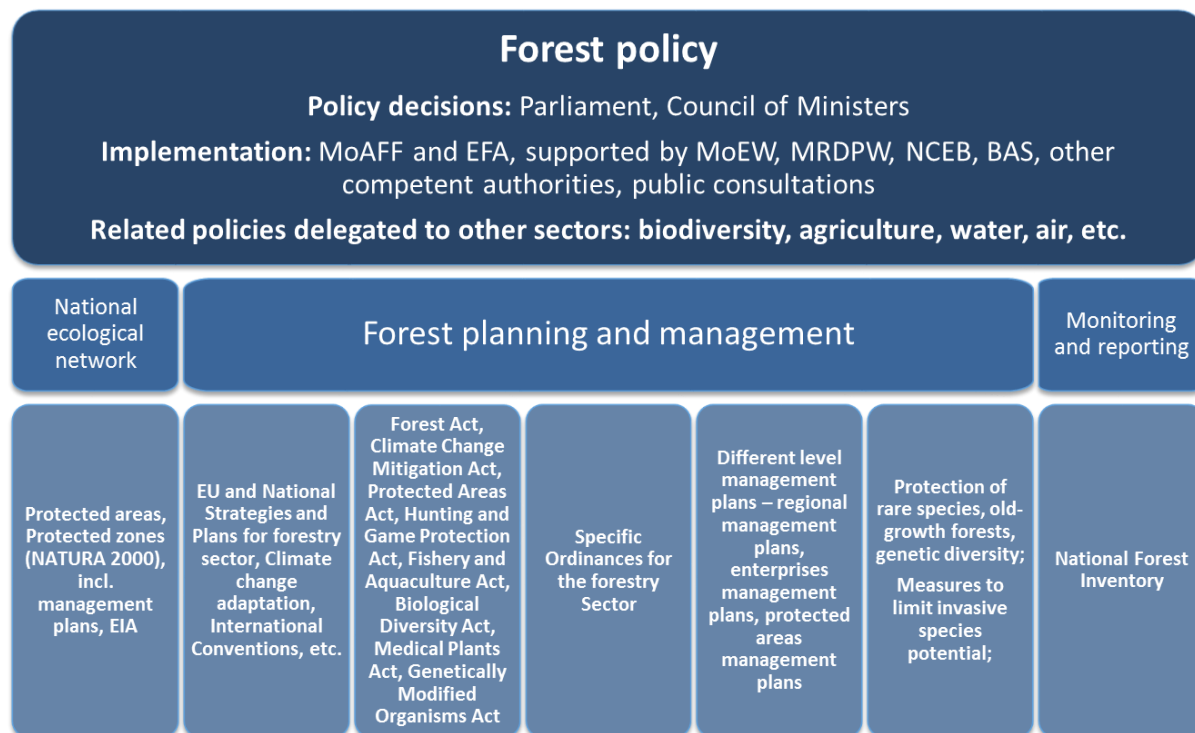 Forest policy
Policy decisions: Parliament, Council of Ministers
Implementation: MoAFF and EFA, supported by MoEW, MRDPW, NCEB, BAS, other
competent authorities, public consultations
Related policies delegated to other sectors: biodiversity, agriculture, water, air, etc.
National
ecological
network
Forest planning and management
Monitoring
and reporting
Protected areas,
Protected zones
(NATURA 2000),
incl.
management
plans, EIA
EU and National
Strategies and
Plans for forestry
sector, Climate
change
adaptation,
International
Conventions, etc.
Forest Act,
Climate Change
Mitigation Act,
Protected Areas
Act, Hunting and
Game Protection
Act, Fishery and
Aquaculture Act,
Biological
Diversity Act,
Medical Plants
Act, Genetically
Modified
Organisms Act
Specific
Ordinances for
the forestry
Sector
Different level
management
plans – regional
management
plans,
enterprises
management
plans, protected
areas
management
plans
Protection of
rare species, old-
growth forests,
genetic diversity;
Measures to
limit invasive
species
potential;
National Forest
Inventory